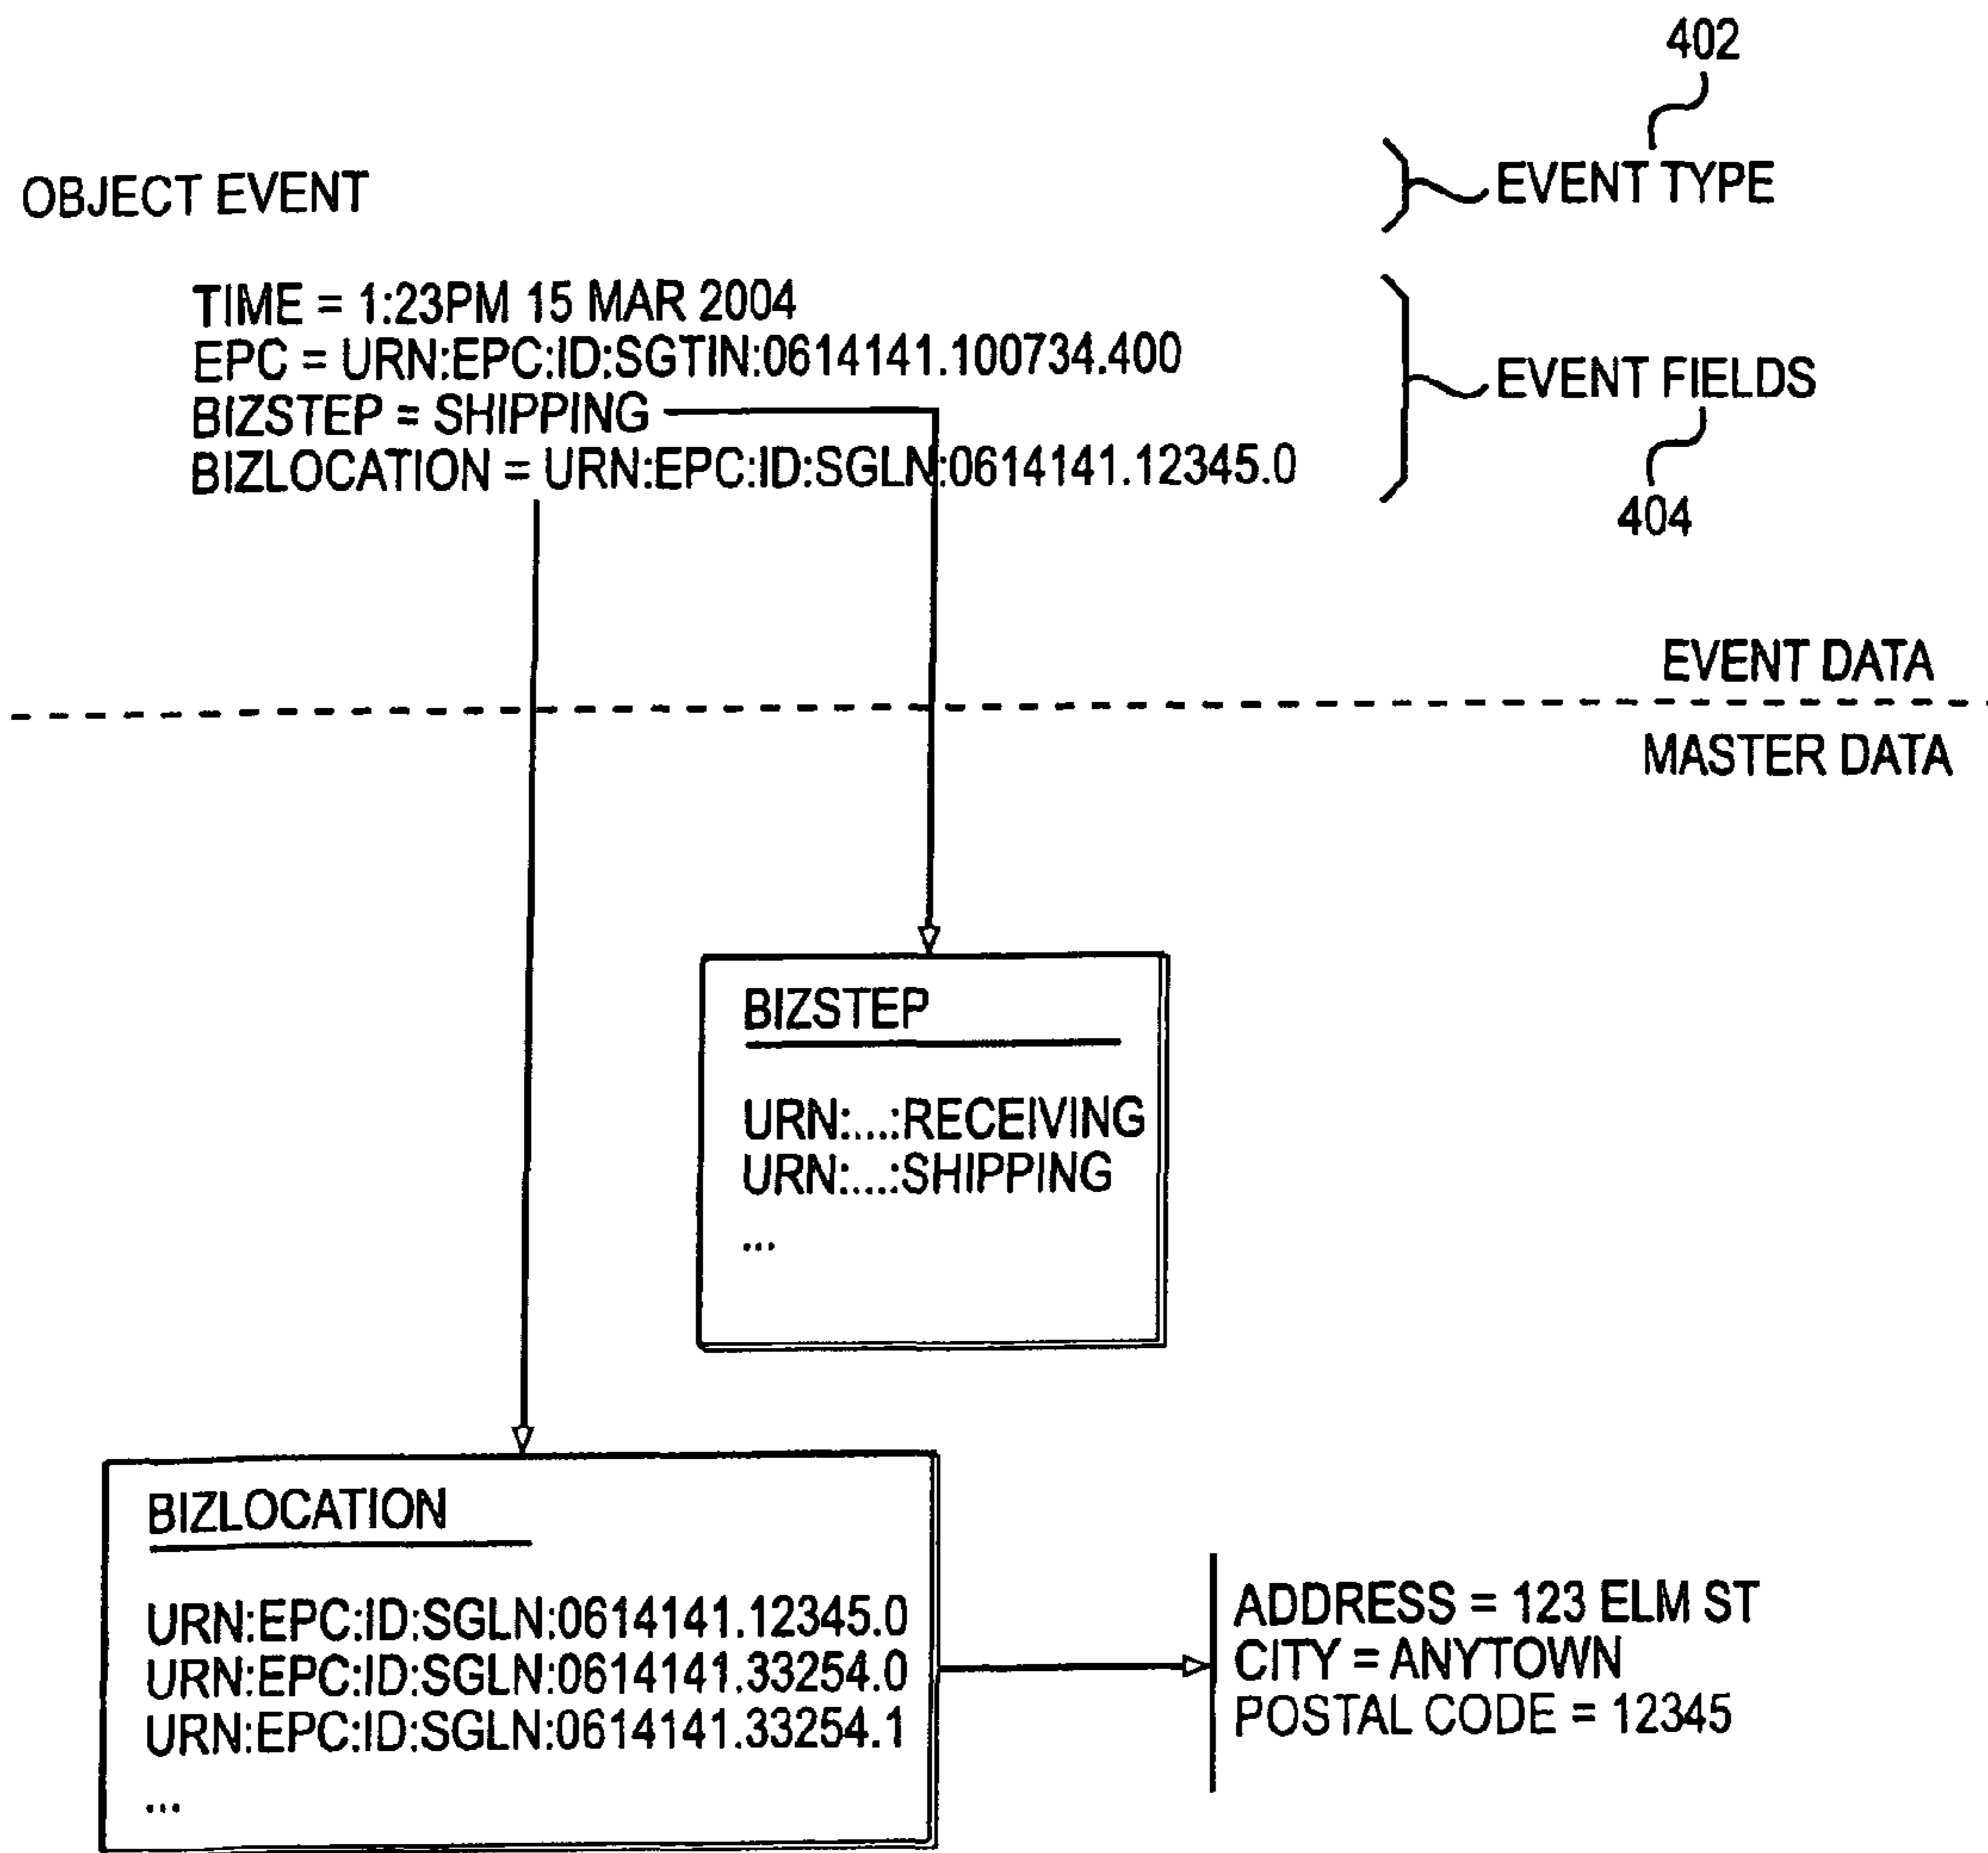 402
OBJECT EVENT
EVENT TYPE
TIME = 1:23PM 15 MAR 2004
EPC = URN:EPC:ID:SGTIN:0614141.100734.400
BIZSTEP = SHIPPING
BIZLOCATION = URN:EPC:ID:SGLN:0614141.12345.0
EVENT FIELDS
404
EVENT DATA
MASTER DATA
BIZSTEP
URN:...:RECEIVING
URN:...:SHIPPING
...
BIZLOCATION
URN:EPC:ID:SGLN:0614141.12345.0
URN:EPC:ID:SGLN:0614141.33254.0
URN:EPC:ID:SGLN:0614141.33254.1
...
ADDRESS = 123 ELM ST
CITY = ANYTOWN
POSTAL CODE = 12345